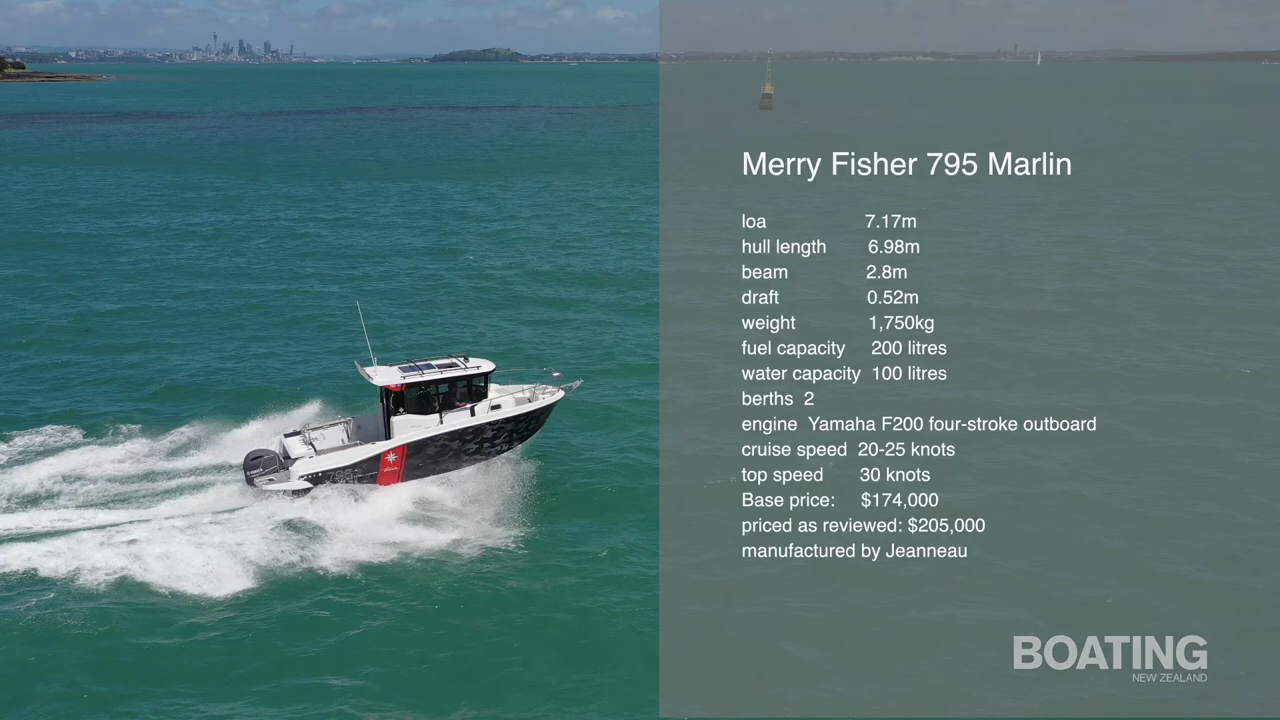 Merry Fisher 795 Marlin
loa 7.17m
hull length 6.98m
beam 2.8m
draft 0.52m
weight 1,750kg
fuel capacity 200 litres
water capacity 100 litres
berths 2
engine Yamaha F200 four-stroke outboard
cruise speed 20-25 knots
top speed 30 knots
Base price: $174,000
priced as reviewed: $205,000
manufactured by Jeanneau
795
BOATING
NEW ZEALAND